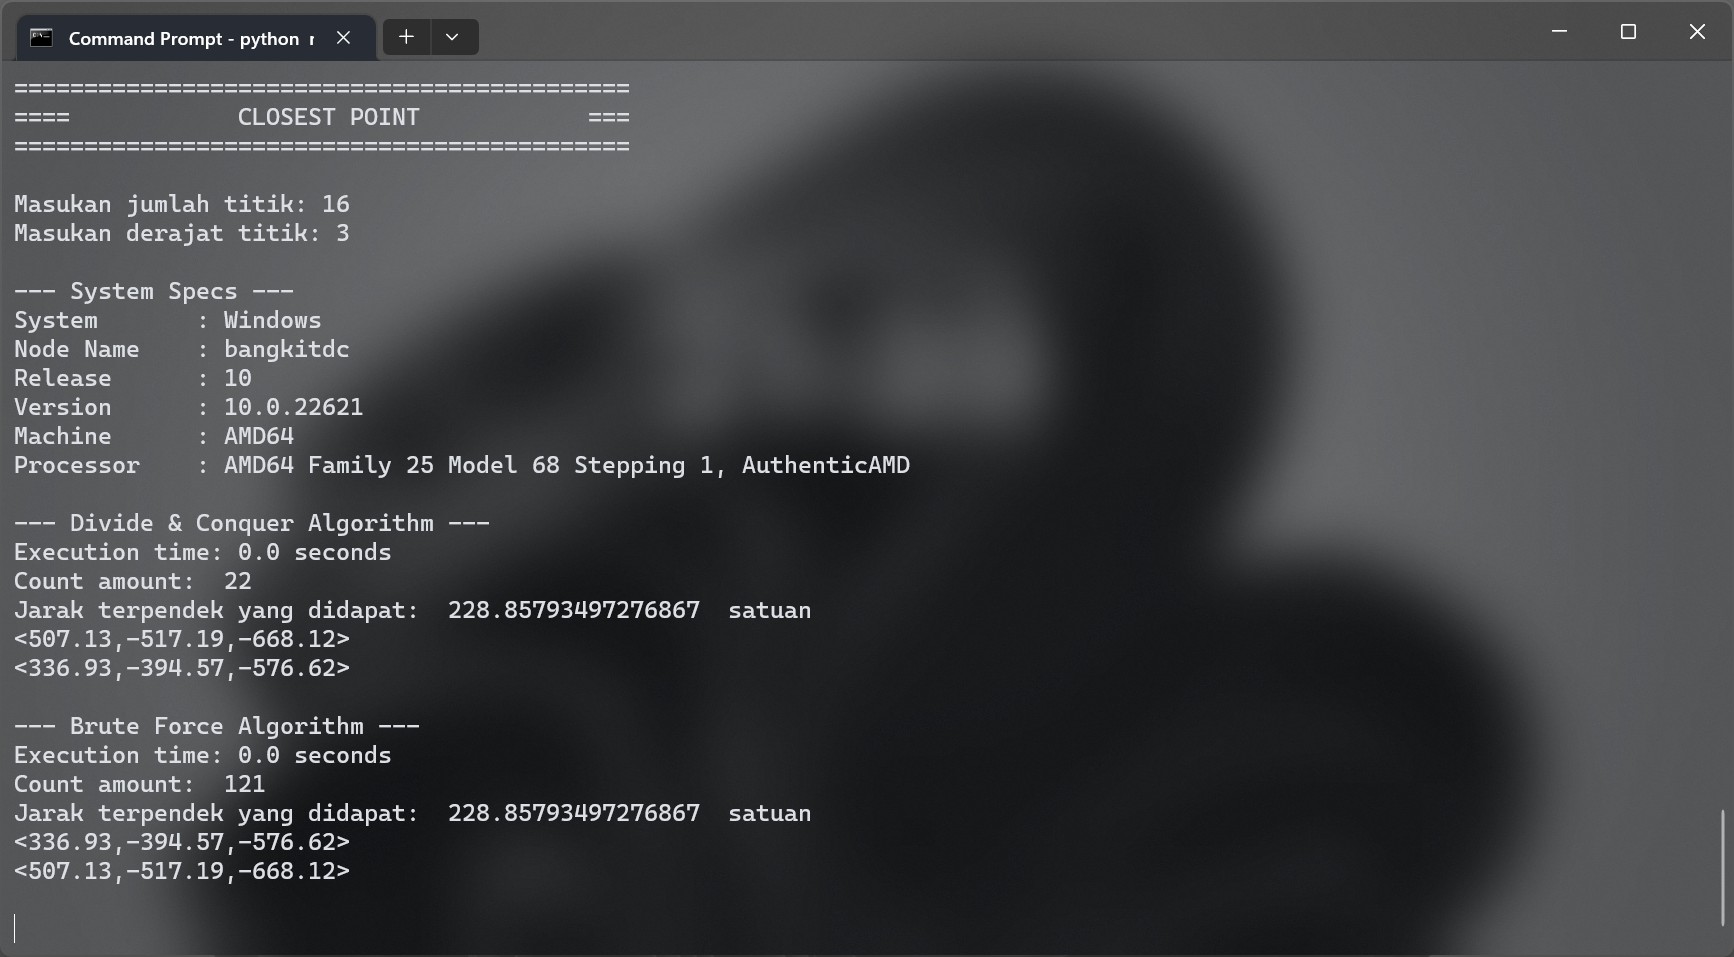 Command Prompt - python
============================================
====            CLOSEST POINT            ===
============================================
Masukan jumlah titik: 16
Masukan derajat titik: 3
--- System Specs ---
System       : Windows
Node Name    : bangkitdc
Release      : 10
Version      : 10.0.22621
Machine      : AMD64
Processor    : AMD64 Family 25 Model 68 Stepping 1, AuthenticAMD
--- Divide & Conquer Algorithm ---
Execution time: 0.0 seconds
Count amount:  22
Jarak terpendek yang didapat:  228.85793497276867  satuan
<507.13,-517.19,-668.12>
<336.93,-394.57,-576.62>
--- Brute Force Algorithm ---
Execution time: 0.0 seconds
Count amount:  121
Jarak terpendek yang didapat:  228.85793497276867  satuan
<336.93,-394.57,-576.62>
<507.13,-517.19,-668.12>